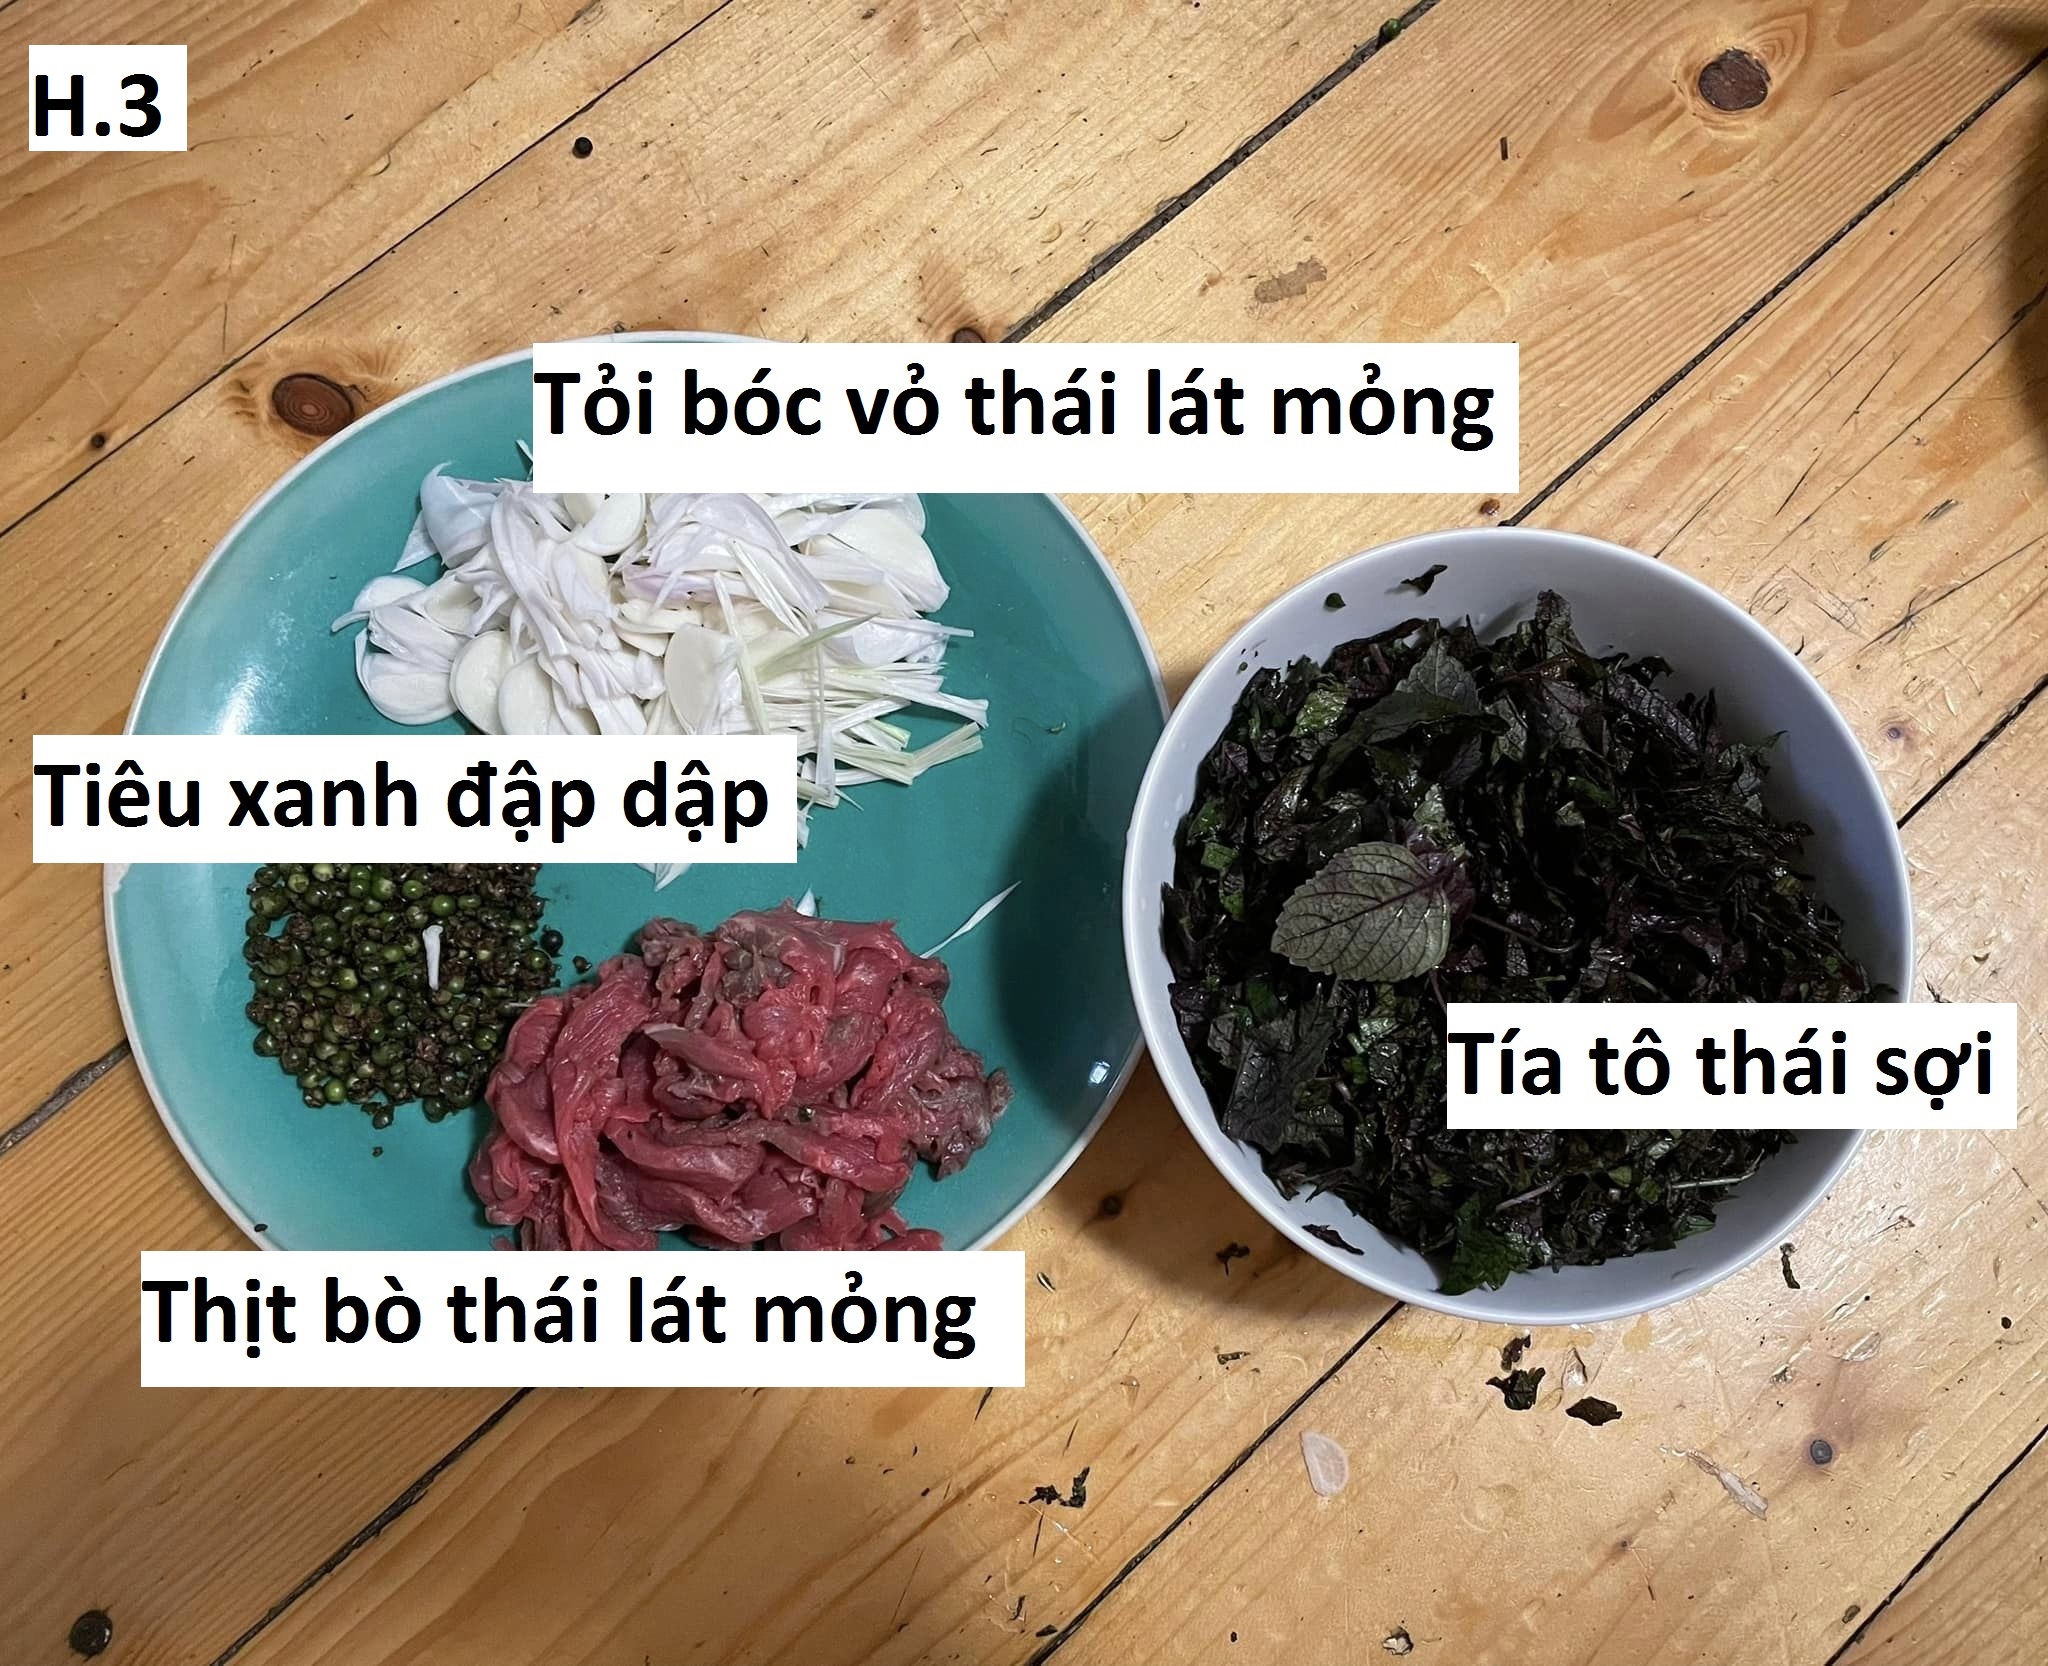 H.3
Tỏi bóc vỏ thái lát mỏng
Tiêu xanh đập dập
Tía tô thái sợi
Thịt bò thái lát mỏng